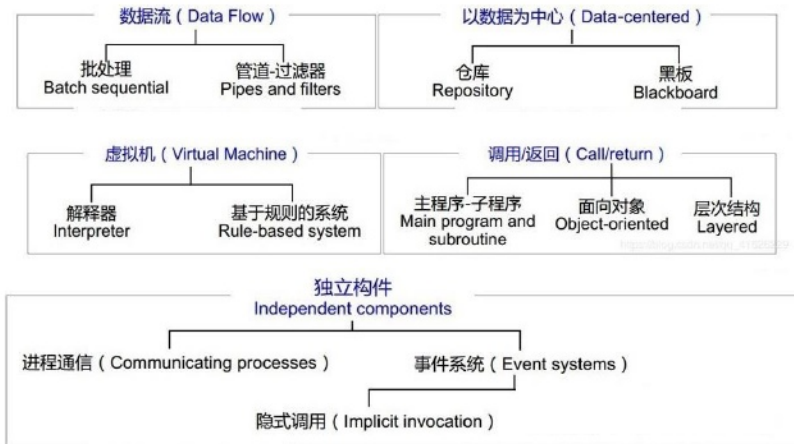 数据流（Data Flow）
批处理
Batch sequential
管道-过滤器
Pipes and filters
以数据为中心（Data-centered）
仓库
Repository
黑板
Blackboard
虚拟机（Virtual Machine）
解释器
Interpreter
基于规则的系统
Rule-based system
调用/返回（Call/return）
主程序-子程序
Main program and
subroutine
面向对象
Object-oriented
层次结构
Layered
独立构件
Independent components
进程通信（Communicating processes）
事件系统（Event systems）
隐式调用（Implicit invocation）